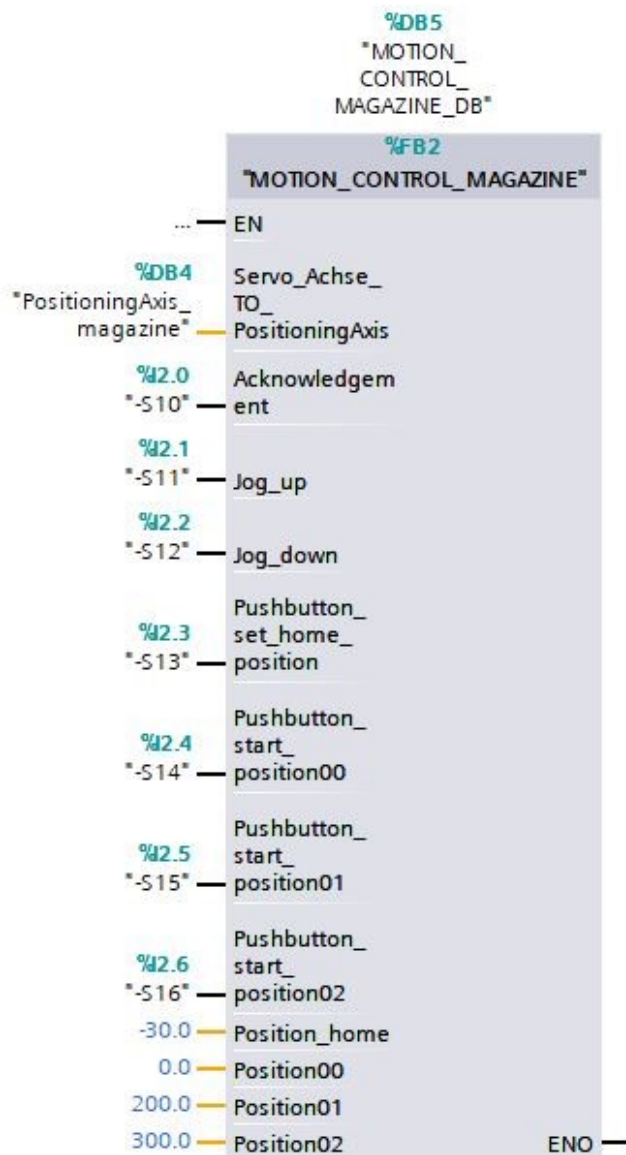 %DB5
"MOTION_
CONTROL_
MAGAZINE_DB"
%FB2
"MOTION_CONTROL_MAGAZINE"
... EN
%DB4
"PositioningAxis_
magazine"
Servo_Achse_
TO_
PositioningAxis
%I2.0
"-S10"
Acknowledgem
ent
%I2.1
"-S11"
Jog_up
%I2.2
"-S12"
Jog_down
%I2.3
"-S13"
Pushbutton_
set_home_
position
%I2.4
"-S14"
Pushbutton_
start_
position00
%I2.5
"-S15"
Pushbutton_
start_
position01
%I2.6
"-S16"
Pushbutton_
start_
position02
-30.0 Position_home
0.0 Position00
200.0 Position01
300.0 Position02 ENO